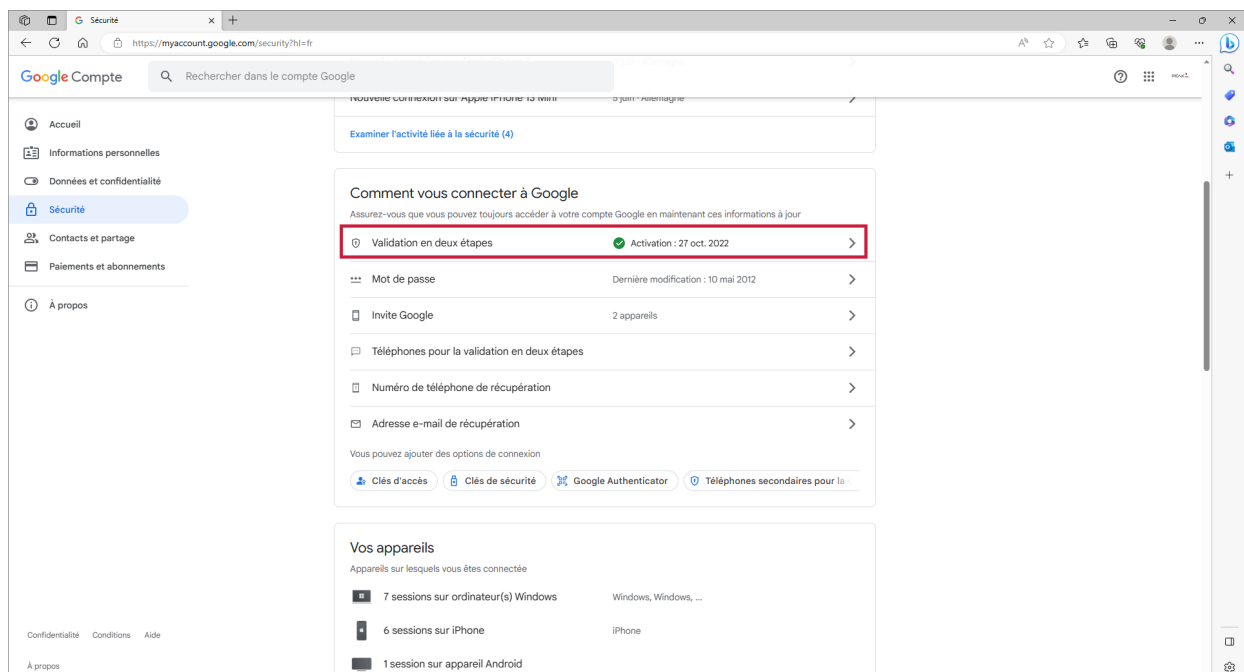 Sécurité
https://myaccount.google.com/security?hl=fr
Google Compte
Rechercher dans le compte Google
Nouvelle connexion sur Apple iPhone 13 Mini
5 juin · Allemagne
Examiner l'activité liée à la sécurité (4)
Accueil
Informations personnelles
Données et confidentialité
Sécurité
Contacts et partage
Paiements et abonnements
À propos
Comment vous connecter à Google
Assurez-vous que vous pouvez toujours accéder à votre compte Google en maintenant ces informations à jour
Validation en deux étapes
Activation : 27 oct. 2022
Mot de passe
Dernière modification : 10 mai 2012
Invite Google
2 appareils
Téléphones pour la validation en deux étapes
Numéro de téléphone de récupération
Adresse e-mail de récupération
Vous pouvez ajouter des options de connexion
Clés d'accès
Clés de sécurité
Google Authenticator
Téléphones secondaires pour la
Vos appareils
Appareils sur lesquels vous êtes connectée
7 sessions sur ordinateur(s) Windows
Windows, Windows, ...
6 sessions sur iPhone
iPhone
1 session sur appareil Android
Confidentialité Conditions Aide
À propos